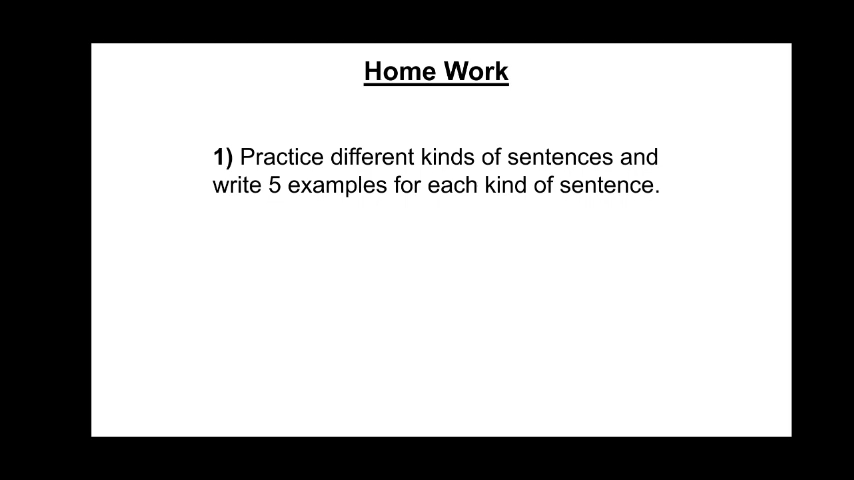 Home Work
1) Practice different kinds of sentences and
write 5 examples for each kind of sentence.